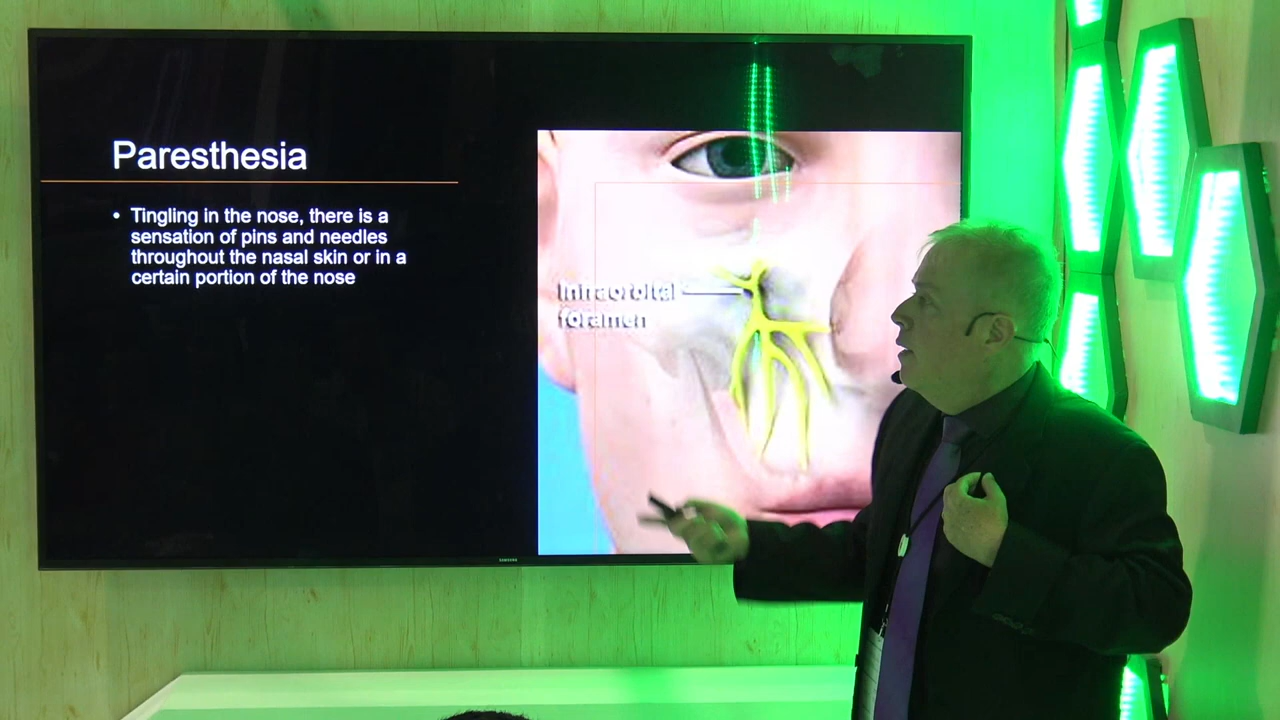 Paresthesia
• Tingling in the nose, there is a
sensation of pins and needles
throughout the nasal skin or in a
certain portion of the nose
Infraorbital
foramen
SAMSUNG